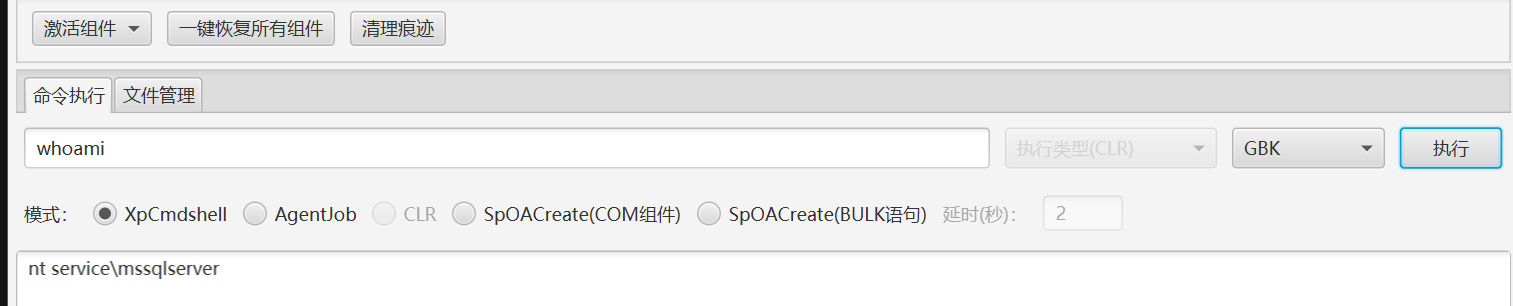 激活组件 一键恢复所有组件 清理痕迹
命令执行 文件管理
whoami 执行类型(CLR) GBK 执行
模式： XpCmdshell AgentJob CLR SpOACreate(COM组件) SpOACreate(BULK语句) 延时(秒)： 2
nt service\mssqlserver